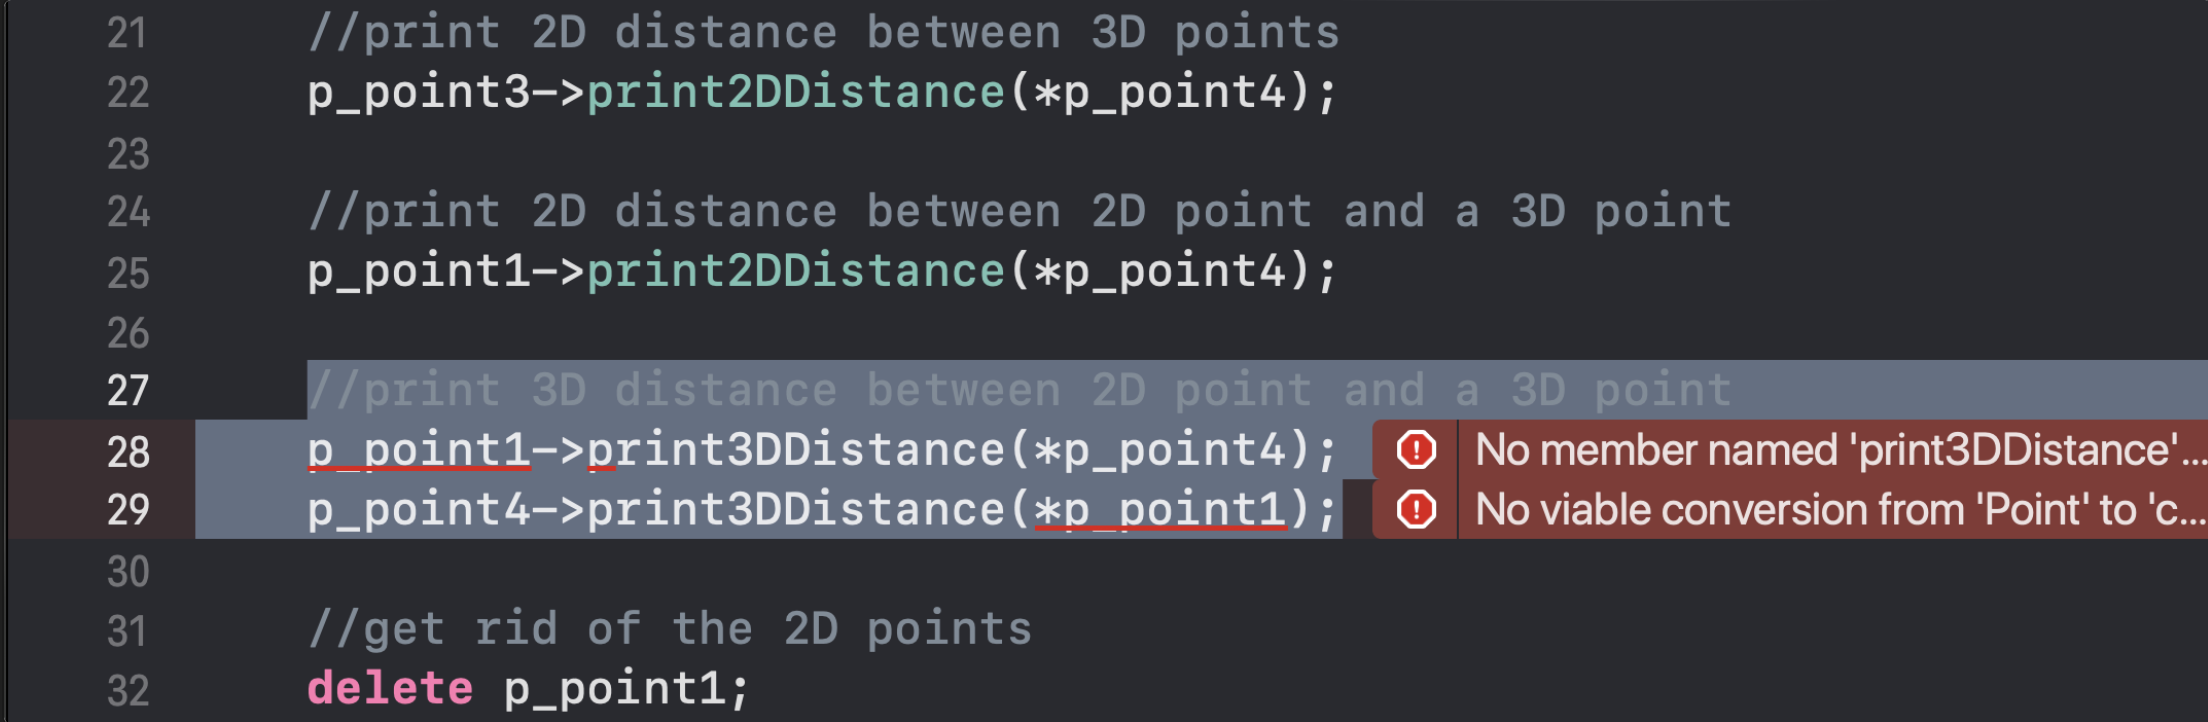 21 //print 2D distance between 3D points
22 p_point3->print2DDistance(*p_point4);
23
24 //print 2D distance between 2D point and a 3D point
25 p_point1->print2DDistance(*p_point4);
26
27 //print 3D distance between 2D point and a 3D point
28 p_point1->print3DDistance(*p_point4); No member named 'print3DDistance'...
29 p_point4->print3DDistance(*p_point1); No viable conversion from 'Point' to 'c...
30
31 //get rid of the 2D points
32 delete p_point1;